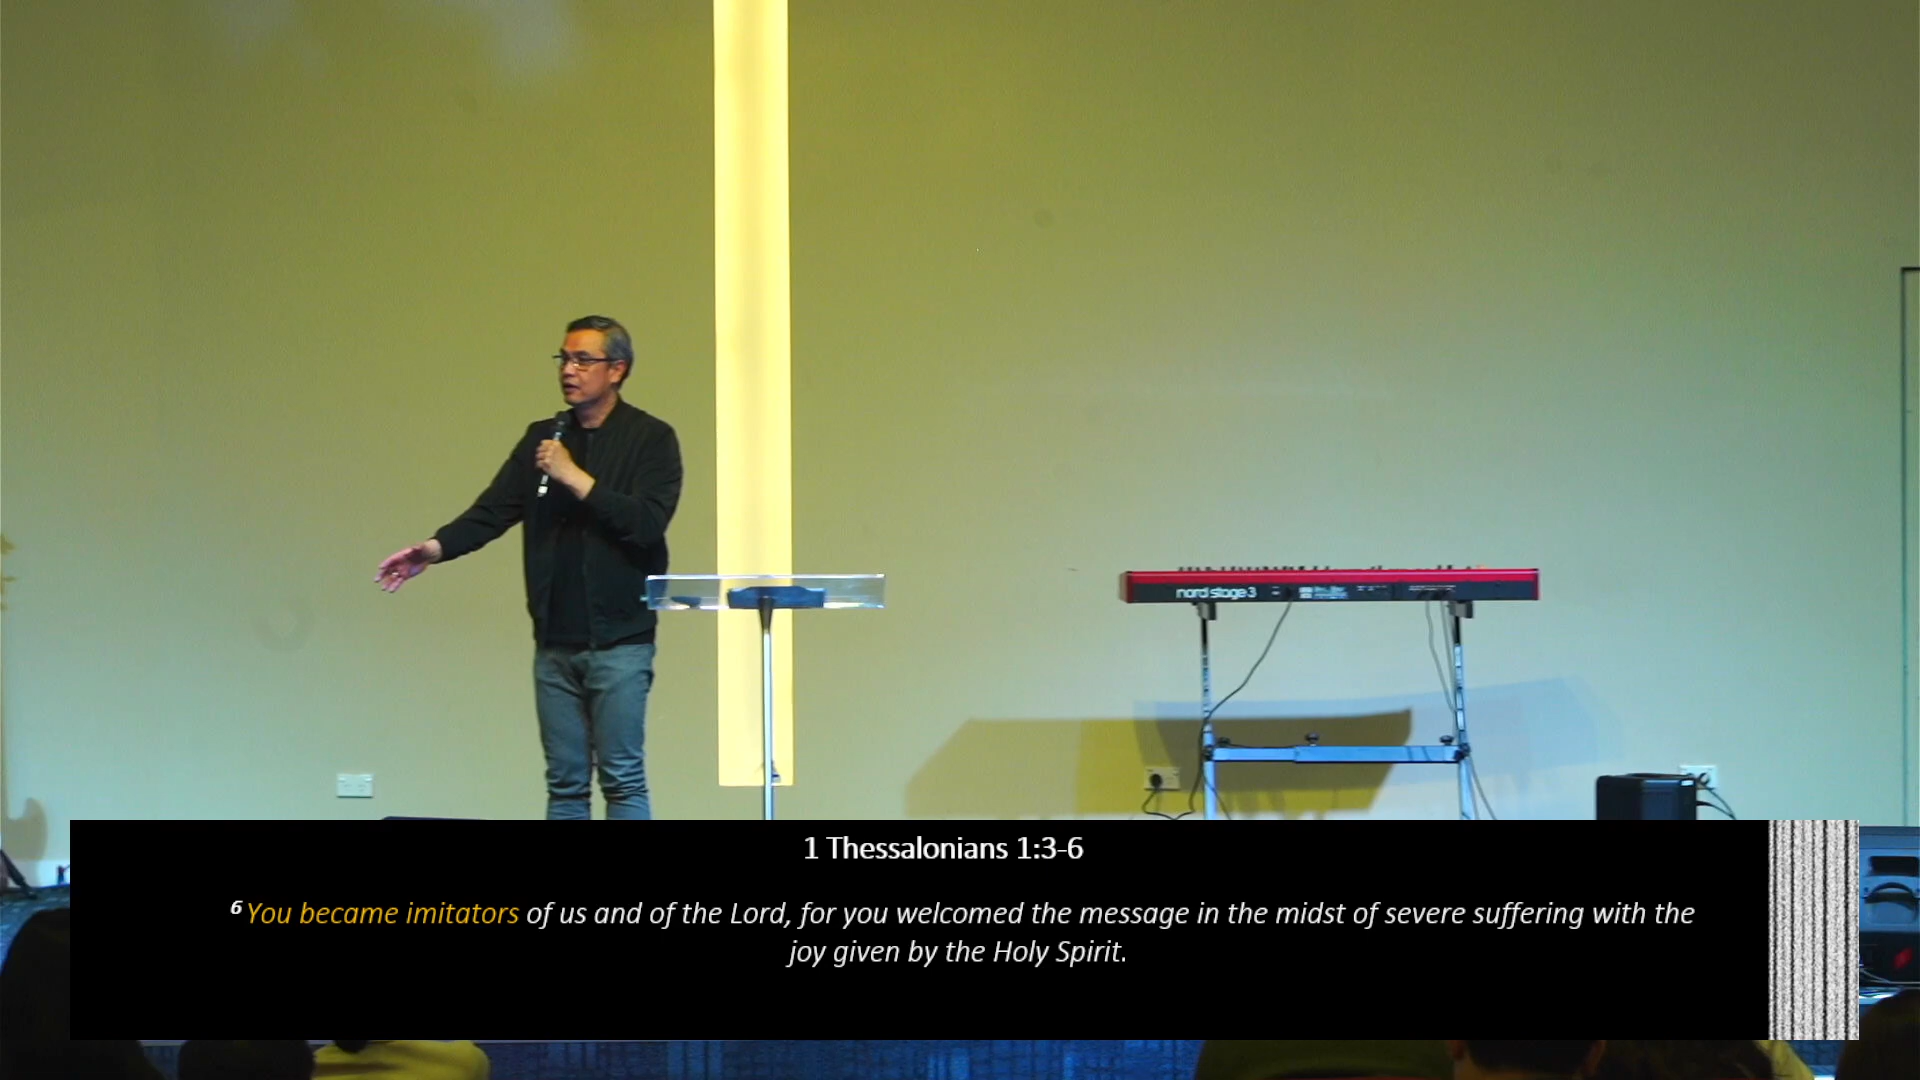 nord stage 3
1 Thessalonians 1:3-6
6 You became imitators of us and of the Lord, for you welcomed the message in the midst of severe suffering with the
joy given by the Holy Spirit.